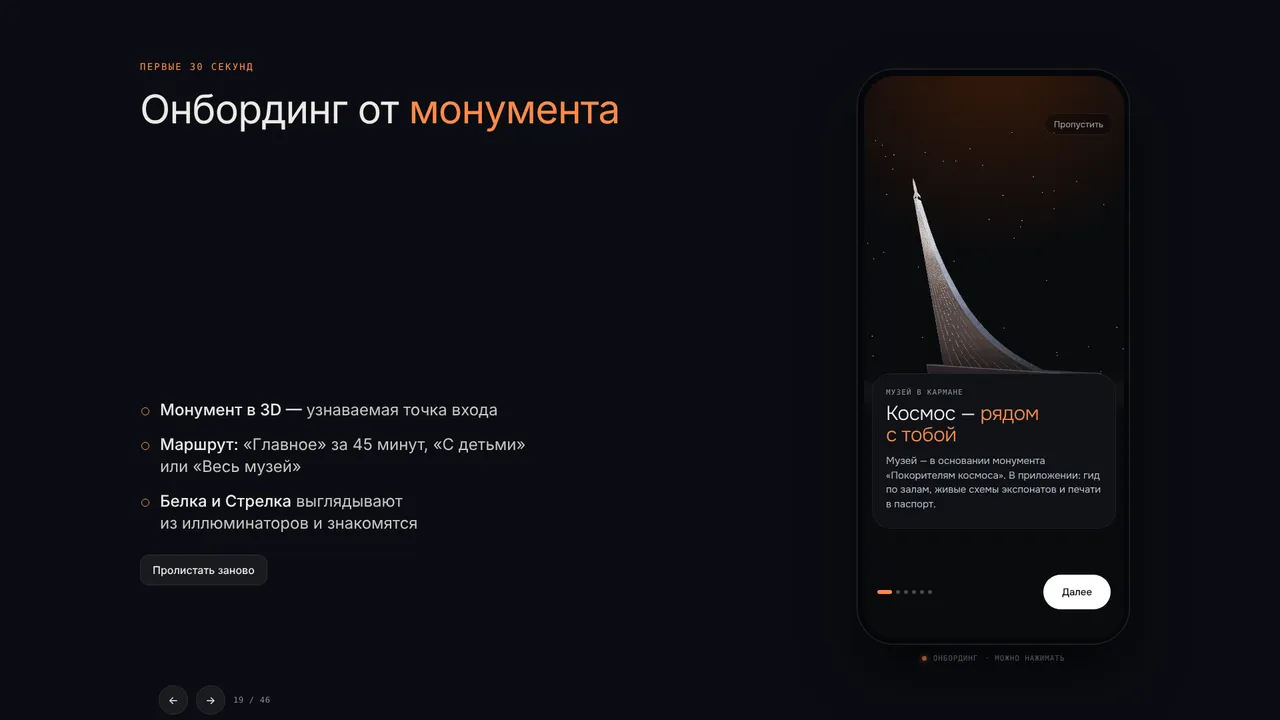 ПЕРВЫЕ 30 СЕКУНД
Онбординг от монумента
Монумент в 3D — узнаваемая точка входа
Маршрут: «Главное» за 45 минут, «С детьми»
или «Весь музей»
Белка и Стрелка выглядывают
из иллюминаторов и знакомятся
Пролистать заново
← → 19 / 46
Пропустить
МУЗЕЙ В КАРМАНЕ
Космос — рядом
с тобой
Музей — в основании монумента
«Покорителям космоса». В приложении: гид
по залам, живые схемы экспонатов и печати
в паспорт.
Далее
ОНБОРДИНГ · МОЖНО НАЖИМАТЬ